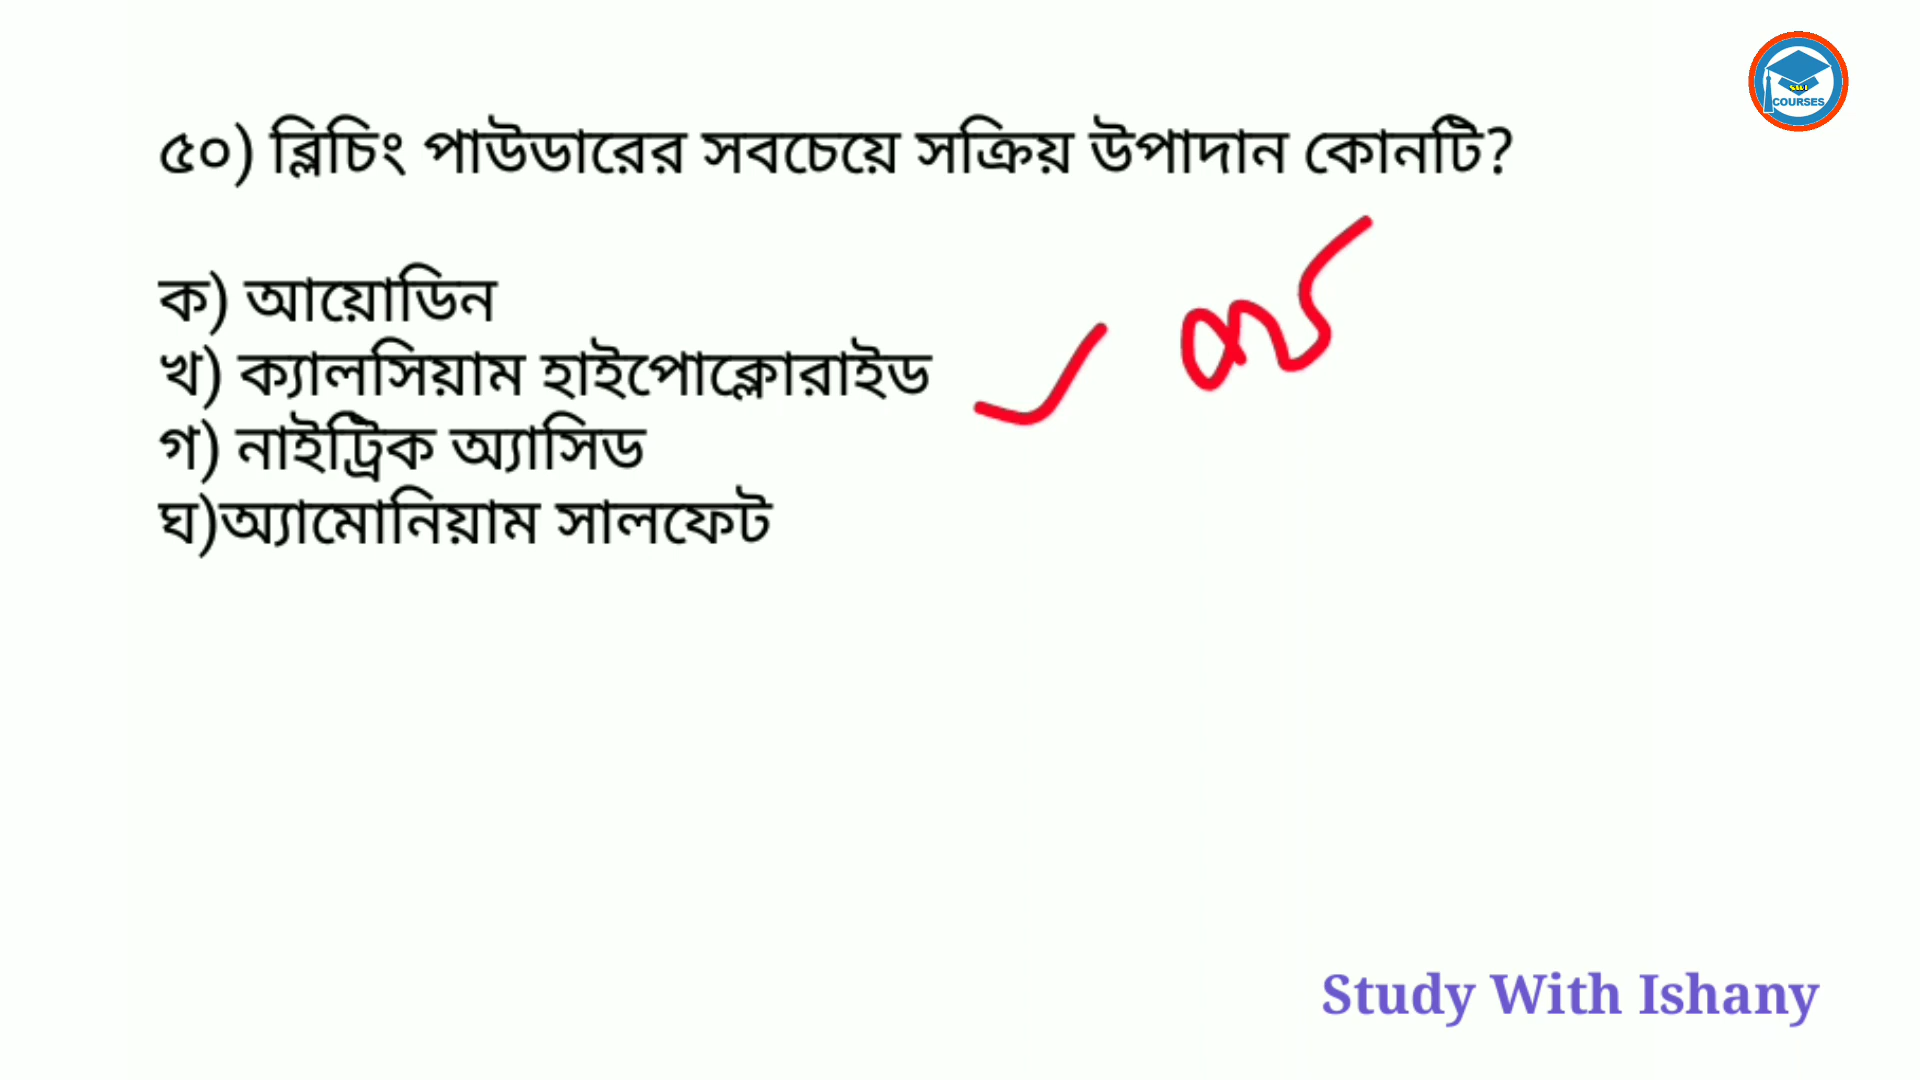 COURSES
৫০) ব্লিচিং পাউডারের সবচেয়ে সক্রিয় উপাদান কোনটি?
ক) আয়োডিন
খ) ক্যালসিয়াম হাইপোক্লোরাইড
গ) নাইট্রিক অ্যাসিড
ঘ)অ্যামোনিয়াম সালফেট
Study With Ishany